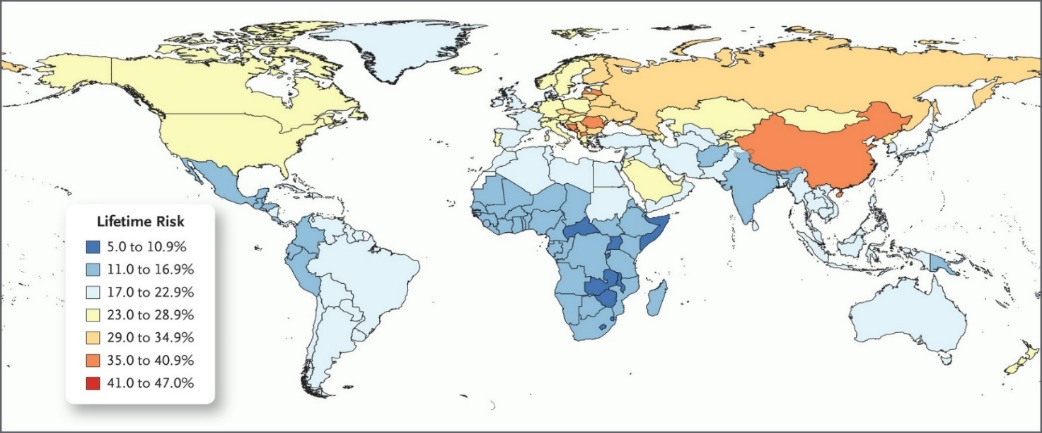 Lifetime Risk
5.0 to 10.9%
11.0 to 16.9%
17.0 to 22.9%
23.0 to 28.9%
29.0 to 34.9%
35.0 to 40.9%
41.0 to 47.0%